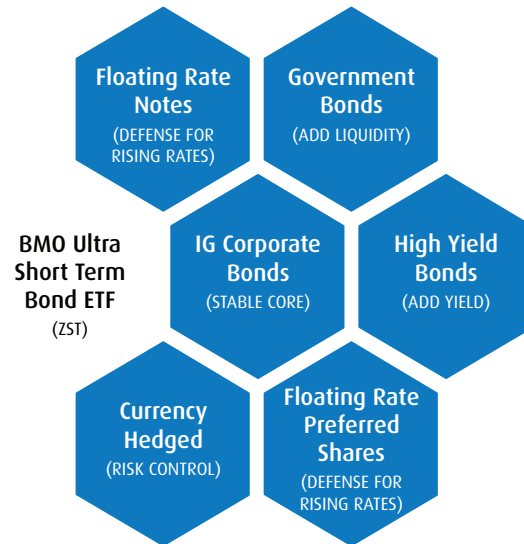 Floating Rate
Notes
(DEFENSE FOR
RISING RATES)
Government
Bonds
(ADD LIQUIDITY)
BMO Ultra
Short Term
Bond ETF
(ZST)
IG Corporate
Bonds
(STABLE CORE)
High Yield
Bonds
(ADD YIELD)
Currency
Hedged
(RISK CONTROL)
Floating Rate
Preferred
Shares
(DEFENSE FOR
RISING RATES)